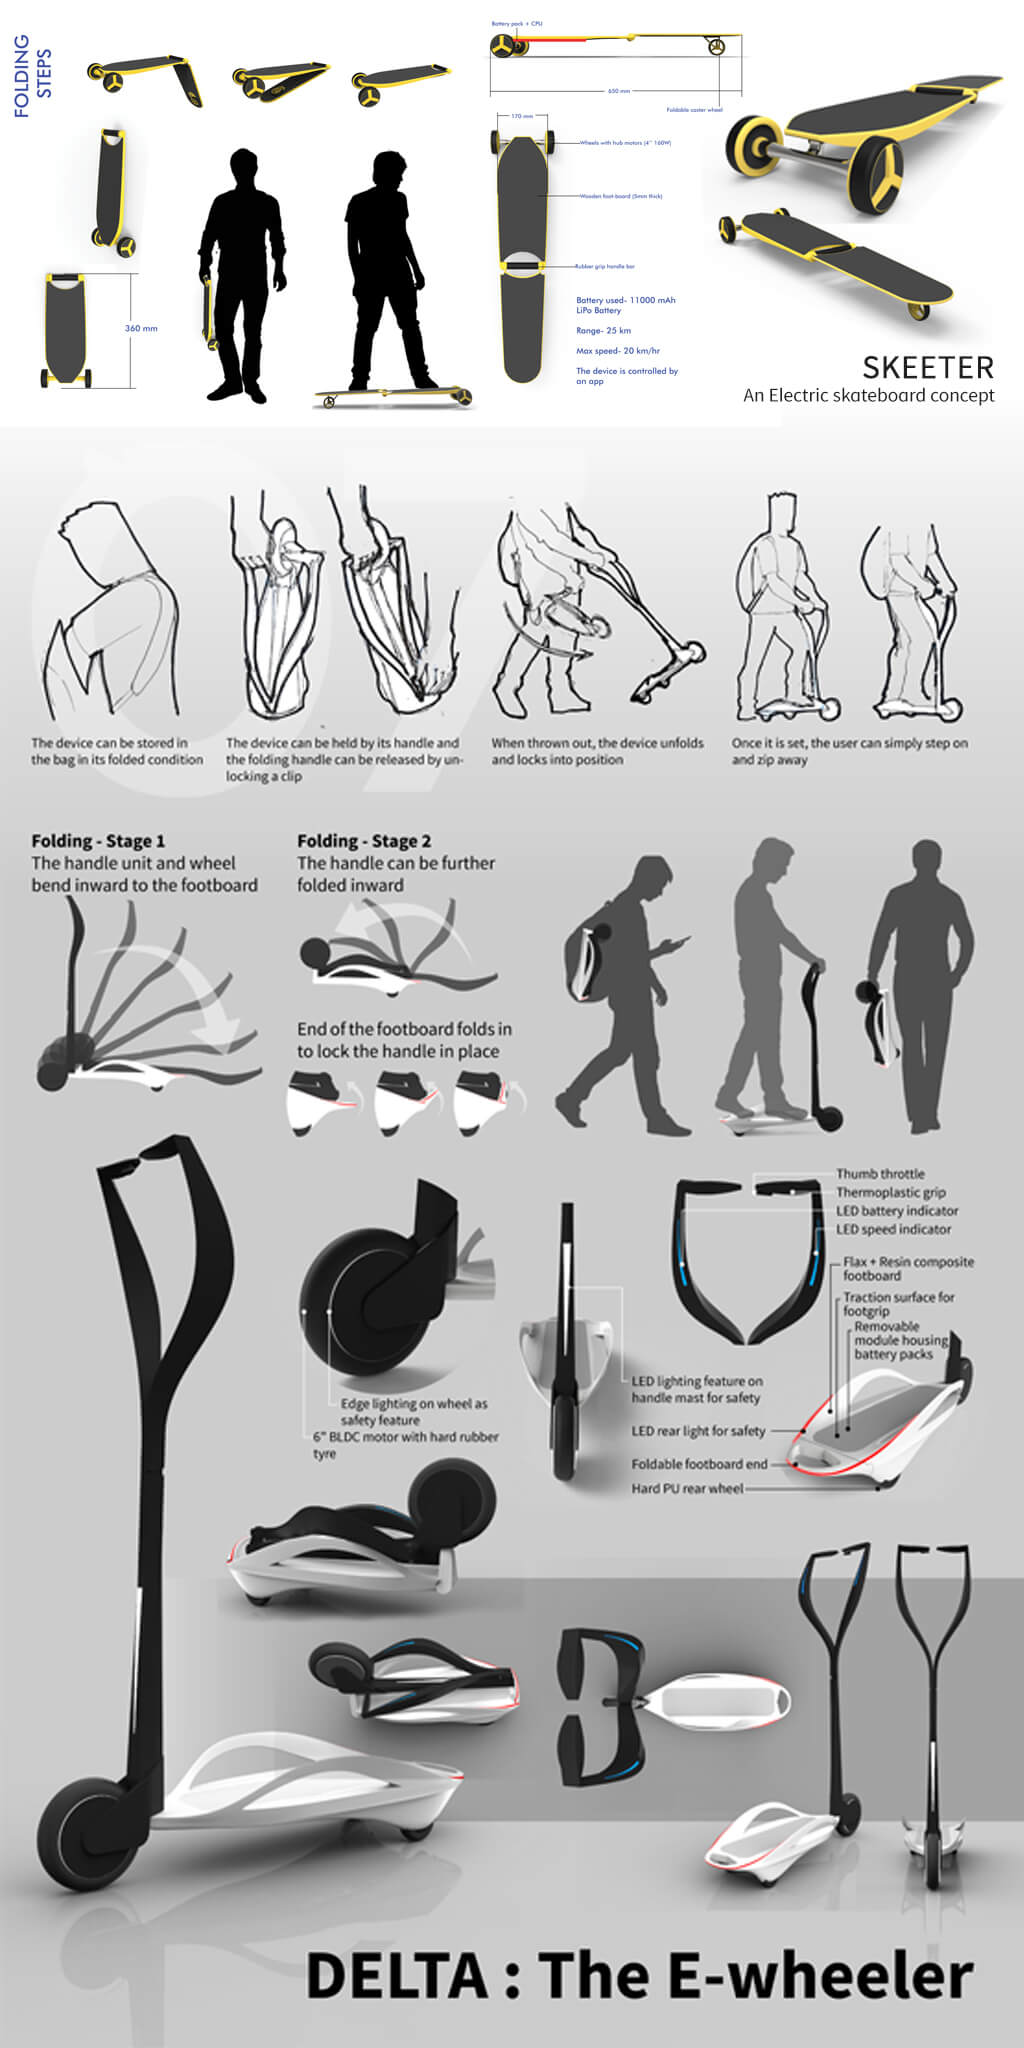 FOLDING
STEPS
Battery pack + CPU
650 mm
Foldable caster wheel
170 mm
Wheels with hub motors (4" 160W)
Wooden foot-board (5mm thick)
Rubber grip handle bar
360 mm
Battery used- 11000 mAh
LiPo Battery
Range- 25 km
Max speed- 20 km/hr
The device is controlled by
an app
SKEETER
An Electric skateboard concept
07
The device can be stored in
the bag in its folded condition
The device can be held by its handle and
the folding handle can be released by un-
locking a clip
When thrown out, the device unfolds
and locks into position
Once it is set, the user can simply step on
and zip away
Folding - Stage 1
The handle unit and wheel
bend inward to the footboard
Folding - Stage 2
The handle can be further
folded inward
End of the footboard folds in
to lock the handle in place
Thumb throttle
Thermoplastic grip
LED battery indicator
LED speed indicator
Flax + Resin composite
footboard
Traction surface for
footgrip
Removable
module housing
battery packs
Edge lighting on wheel as
safety feature
6" BLDC motor with hard rubber
tyre
LED lighting feature on
handle mast for safety
LED rear light for safety
Foldable footboard end
Hard PU rear wheel
DELTA : The E-wheeler